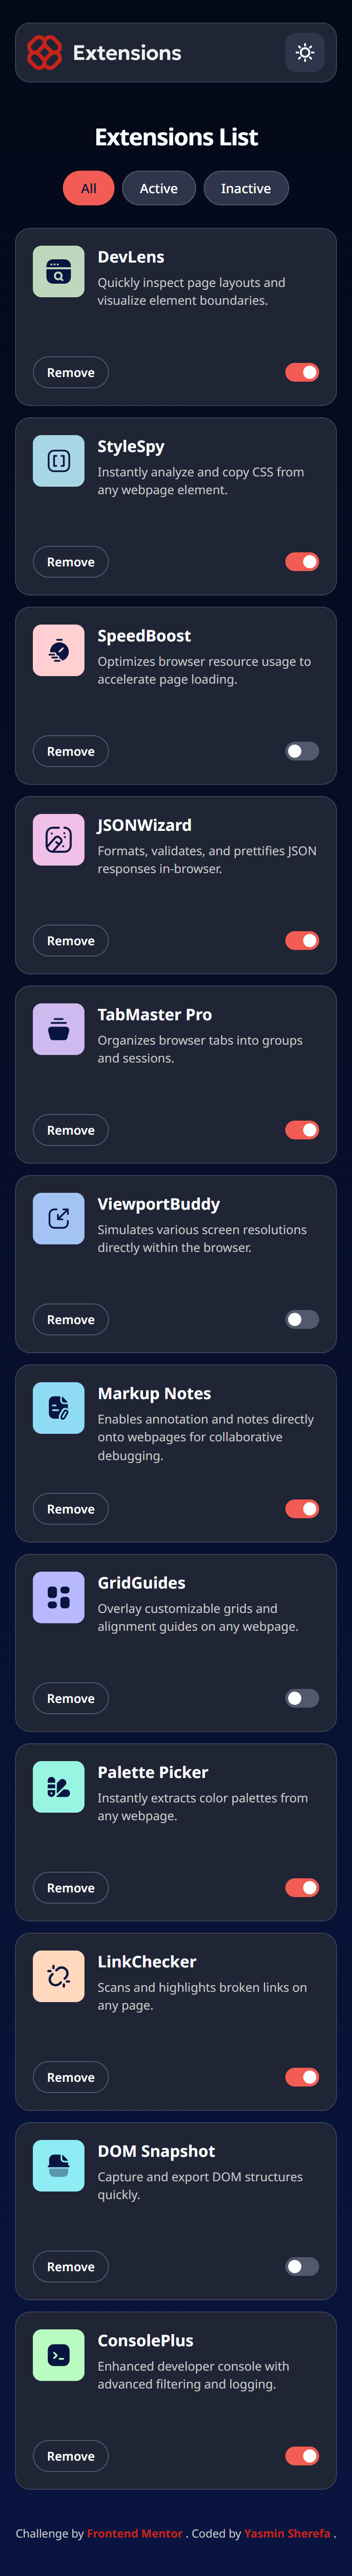 Extensions
Extensions List
All
Active
Inactive
DevLens
Quickly inspect page layouts and
visualize element boundaries.
Remove
StyleSpy
Instantly analyze and copy CSS from
any webpage element.
Remove
SpeedBoost
Optimizes browser resource usage to
accelerate page loading.
Remove
JSONWizard
Formats, validates, and prettifies JSON
responses in-browser.
Remove
TabMaster Pro
Organizes browser tabs into groups
and sessions.
Remove
ViewportBuddy
Simulates various screen resolutions
directly within the browser.
Remove
Markup Notes
Enables annotation and notes directly
onto webpages for collaborative
debugging.
Remove
GridGuides
Overlay customizable grids and
alignment guides on any webpage.
Remove
Palette Picker
Instantly extracts color palettes from
any webpage.
Remove
LinkChecker
Scans and highlights broken links on
any page.
Remove
DOM Snapshot
Capture and export DOM structures
quickly.
Remove
ConsolePlus
Enhanced developer console with
advanced filtering and logging.
Remove
Challenge by Frontend Mentor . Coded by Yasmin Sherefa .